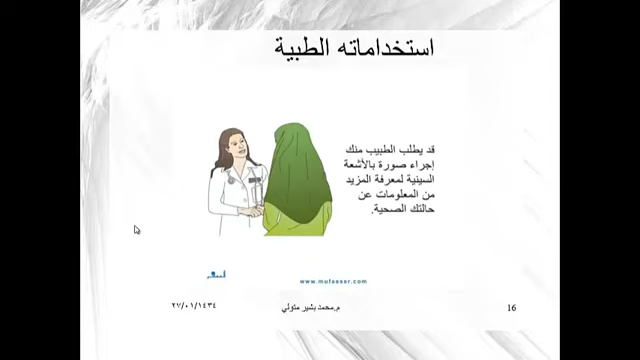 استخداماته الطبية
قد يطلب الطبيب منك
إجراء صورة بالأشعة
السينية لمعرفة المزيد
من المعلومات عن
حالتك الصحية.
www.mufasser.com
٢٧/٠١/١٤٣٤
م.محمد بشير متولي
16